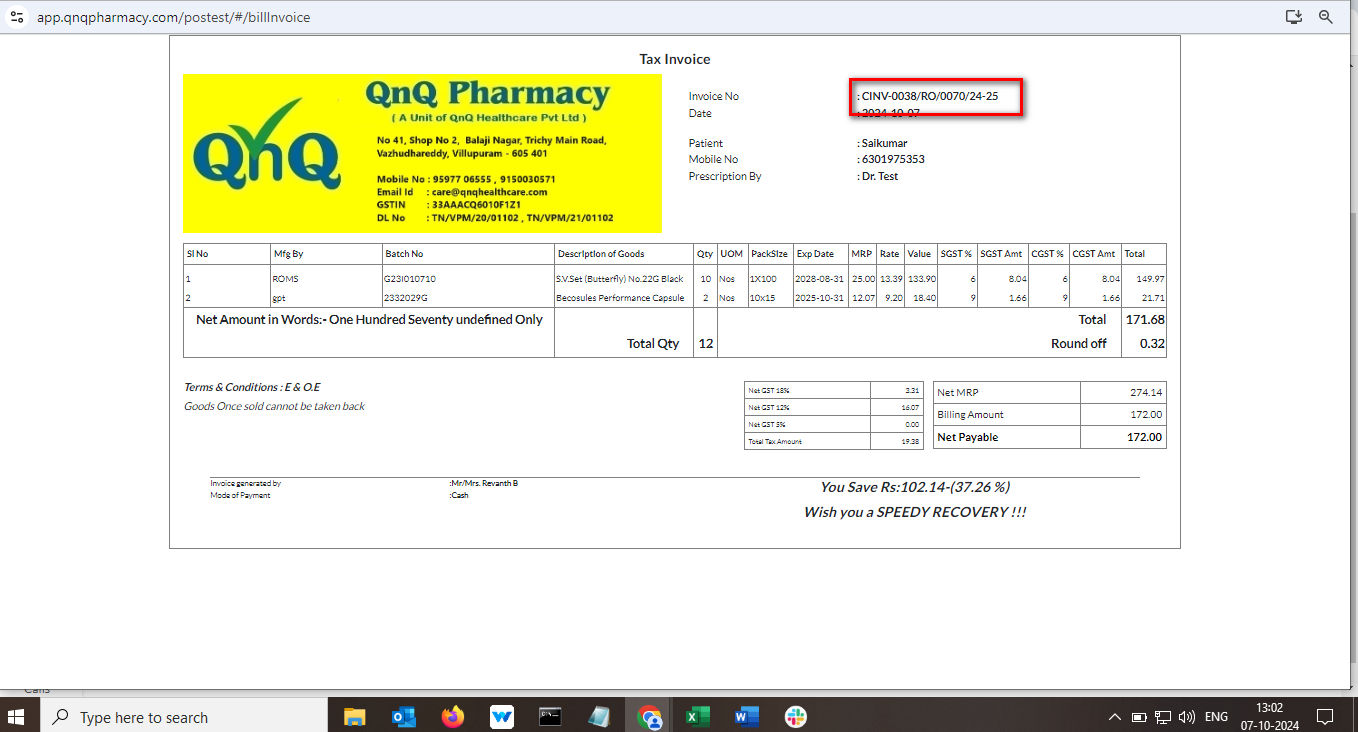 app.qnqpharmacy.com/postest/#/billInvoice
Tax Invoice
QnQ
QnQ Pharmacy
( A Unit of QnQ Healthcare Pvt Ltd )
No 41, Shop No 2, Balaji Nagar, Trichy Main Road,
Vazhudhareddy, Villupuram - 605 401
Mobile No : 95977 06555 , 9150030571
Email Id : care@qnqhealthcare.com
GSTIN : 33AAACQ6010F1Z1
DL No : TN/VPM/20/01102 , TN/VPM/21/01102
Invoice No : CINV-0038/RO/0070/24-25
Date : 2024-10-07
Patient : Saikumar
Mobile No : 6301975353
Prescription By : Dr. Test
Sl No Mfg By Batch No Description of Goods Qty UOM PackSize Exp Date MRP Rate Value SGST % SGST Amt CGST % CGST Amt Total
1 ROMS G23I010710 S.V.Set (Butterfly) No.22G Black 10 Nos 1X100 2028-08-31 25.00 13.39 133.90 6 8.04 6 8.04 149.97
2 gpt 2332029G Becosules Performance Capsule 2 Nos 10x15 2025-10-31 12.07 9.20 18.40 9 1.66 9 1.66 21.71
Net Amount in Words:- One Hundred Seventy undefined Only Total 171.68
Total Qty 12 Round off 0.32
Terms & Conditions : E & O.E
Goods Once sold cannot be taken back
Net GST 18% 3.31
Net GST 12% 16.07
Net GST 5% 0.00
Total Tax Amount 19.38
Net MRP 274.14
Billing Amount 172.00
Net Payable 172.00
Invoice generated by :Mr/Mrs. Revanth B
Mode of Payment :Cash
You Save Rs:102.14-(37.26 %)
Wish you a SPEEDY RECOVERY !!!
Type here to search
ENG
13:02
07-10-2024